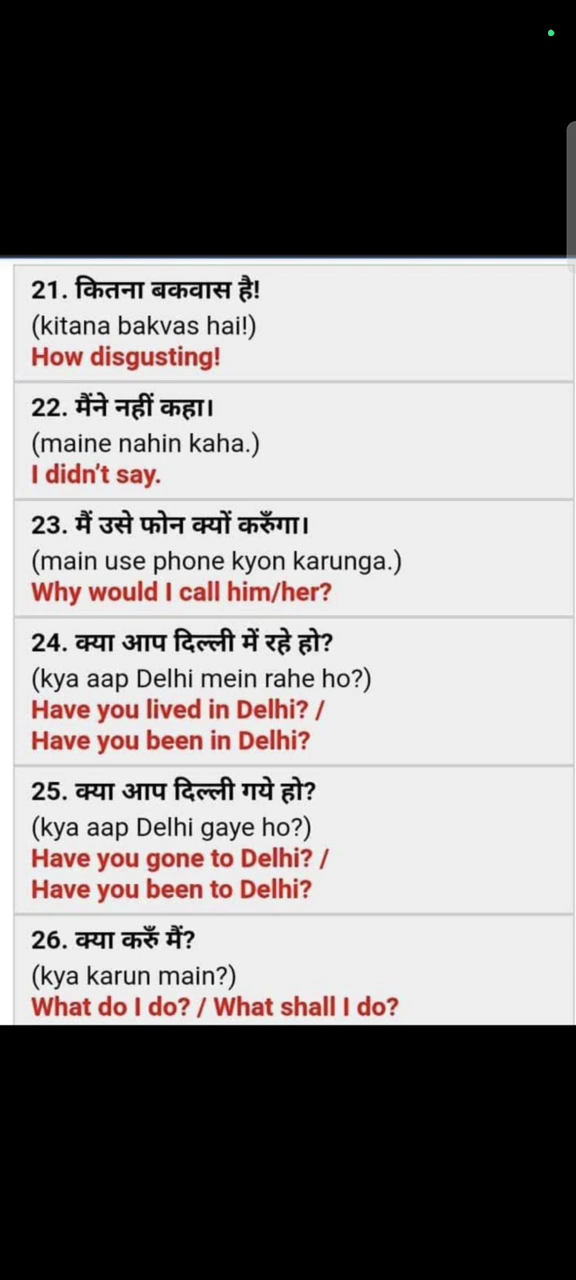 21. कितना बकवास है!
(kitana bakvas hai!)
How disgusting!
22. मैंने नहीं कहा।
(maine nahin kaha.)
I didn't say.
23. मैं उसे फोन क्यों करुँगा।
(main use phone kyon karunga.)
Why would I call him/her?
24. क्या आप दिल्ली में रहे हो?
(kya aap Delhi mein rahe ho?)
Have you lived in Delhi? /
Have you been in Delhi?
25. क्या आप दिल्ली गये हो?
(kya aap Delhi gaye ho?)
Have you gone to Delhi? /
Have you been to Delhi?
26. क्या करुँ मैं?
(kya karun main?)
What do I do? / What shall I do?